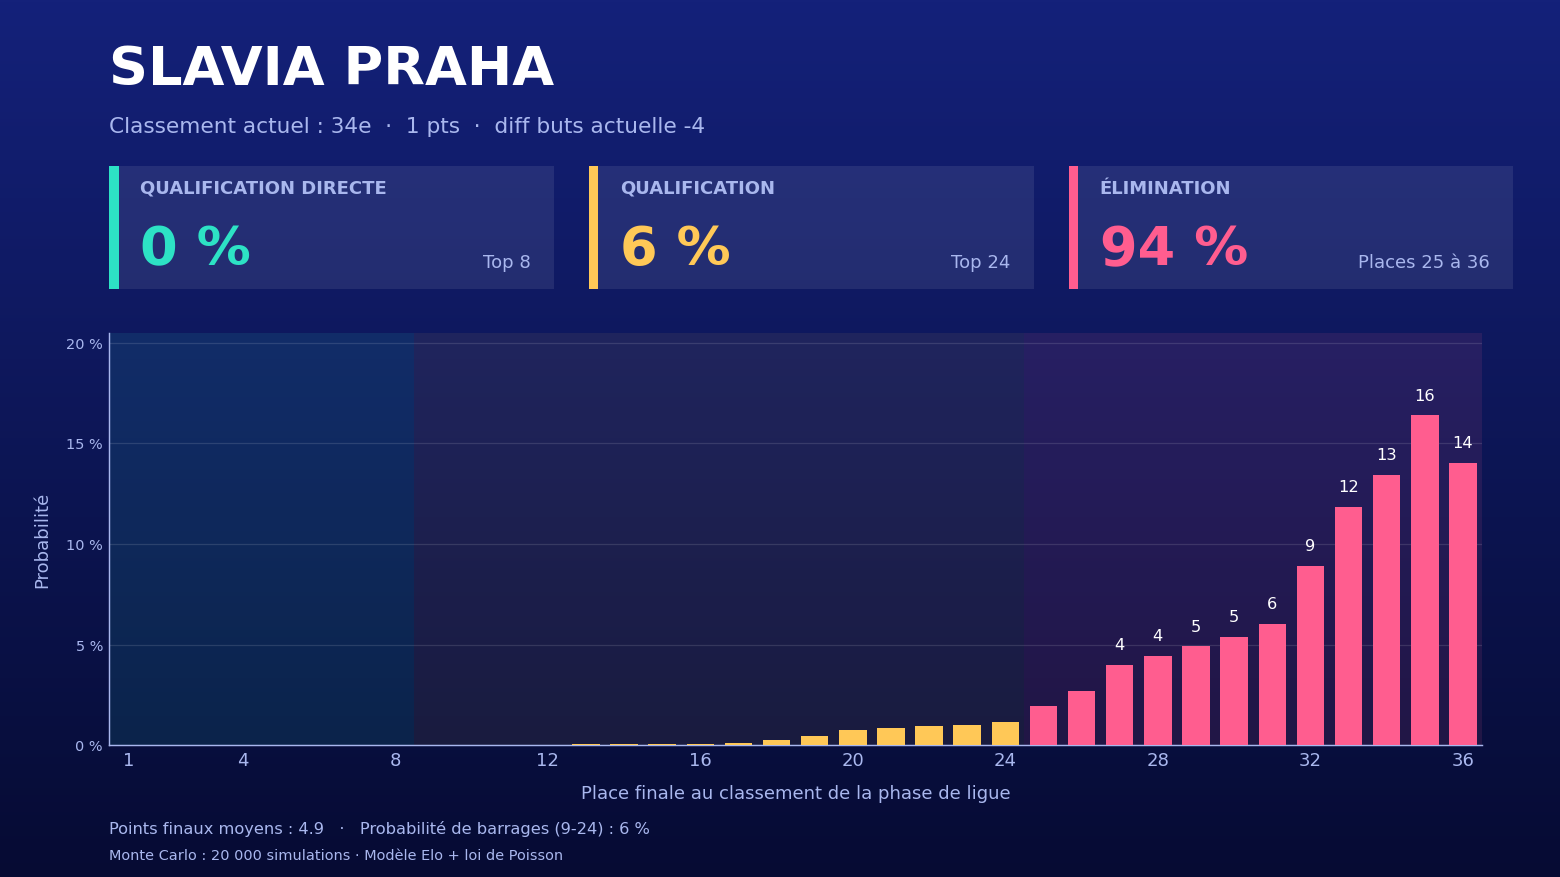 SLAVIA PRAHA
Classement actuel : 34e · 1 pts · diff buts actuelle -4
QUALIFICATION DIRECTE
0 %
Top 8
QUALIFICATION
6 %
Top 24
ÉLIMINATION
94 %
Places 25 à 36
Probabilité
20 %
15 %
10 %
5 %
0 %
4
4
5
5
6
9
12
13
16
14
1 4 8 12 16 20 24 28 32 36
Place finale au classement de la phase de ligue
Points finaux moyens : 4.9 · Probabilité de barrages (9-24) : 6 %
Monte Carlo : 20 000 simulations · Modèle Elo + loi de Poisson